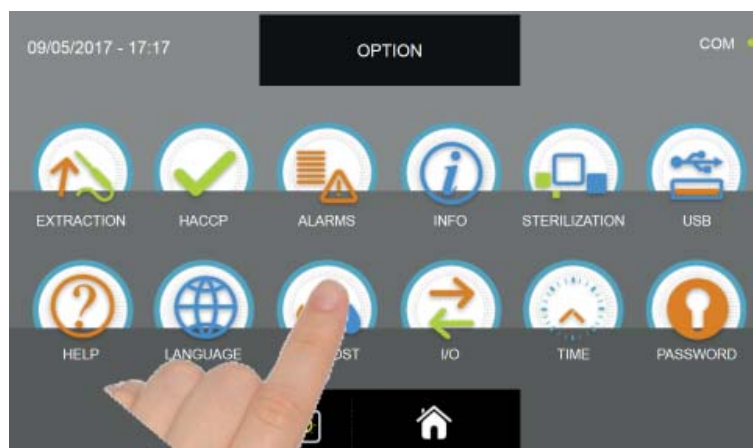 09/05/2017 - 17:17
OPTION
COM
EXTRACTION
HACCP
ALARMS
INFO
STERILIZATION
USB
HELP
LANGUAGE
I/O
TIME
PASSWORD